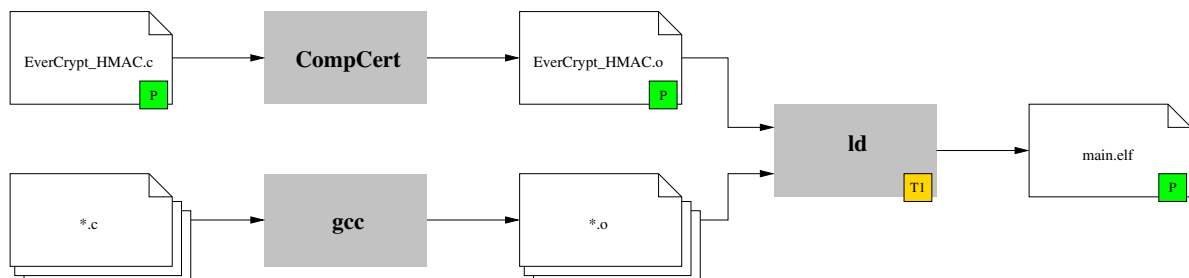 EverCrypt_HMAC.c
P
CompCert
EverCrypt_HMAC.o
P
ld
T1
main.elf
P
*.c
gcc
*.o